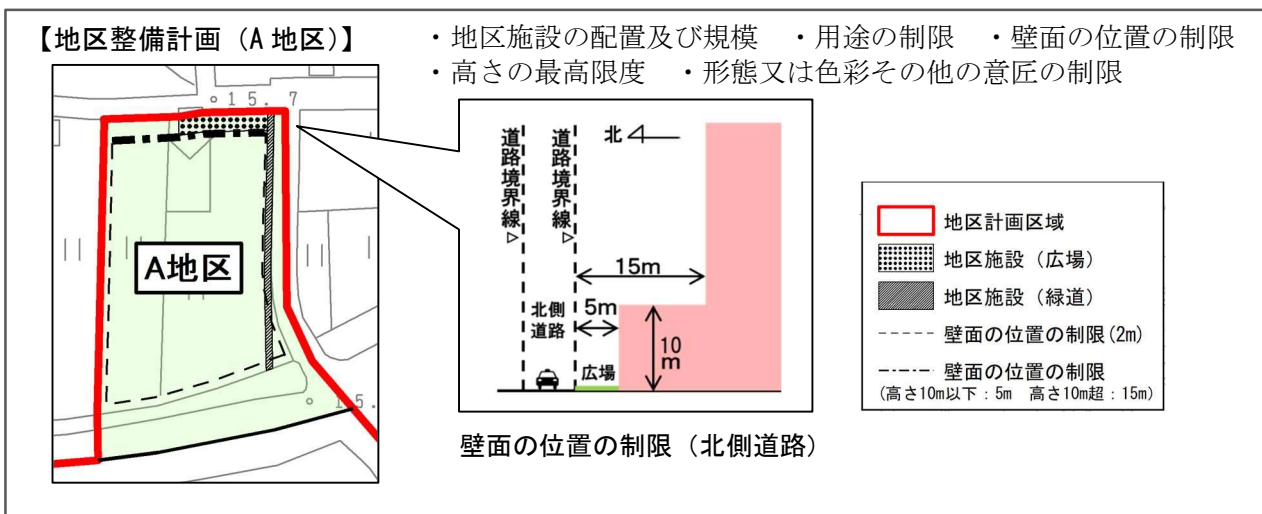 【地区整備計画（A地区）】
・地区施設の配置及び規模　・用途の制限　・壁面の位置の制限
・高さの最高限度　・形態又は色彩その他の意匠の制限
15.7
A地区
15.
道路境界線▷
道路境界線▷
北
15m
北側
道路
5m
10
m
広場
壁面の位置の制限（北側道路）
地区計画区域
地区施設（広場）
地区施設（緑道）
壁面の位置の制限(2m)
壁面の位置の制限
(高さ10m以下：5m　高さ10m超：15m)